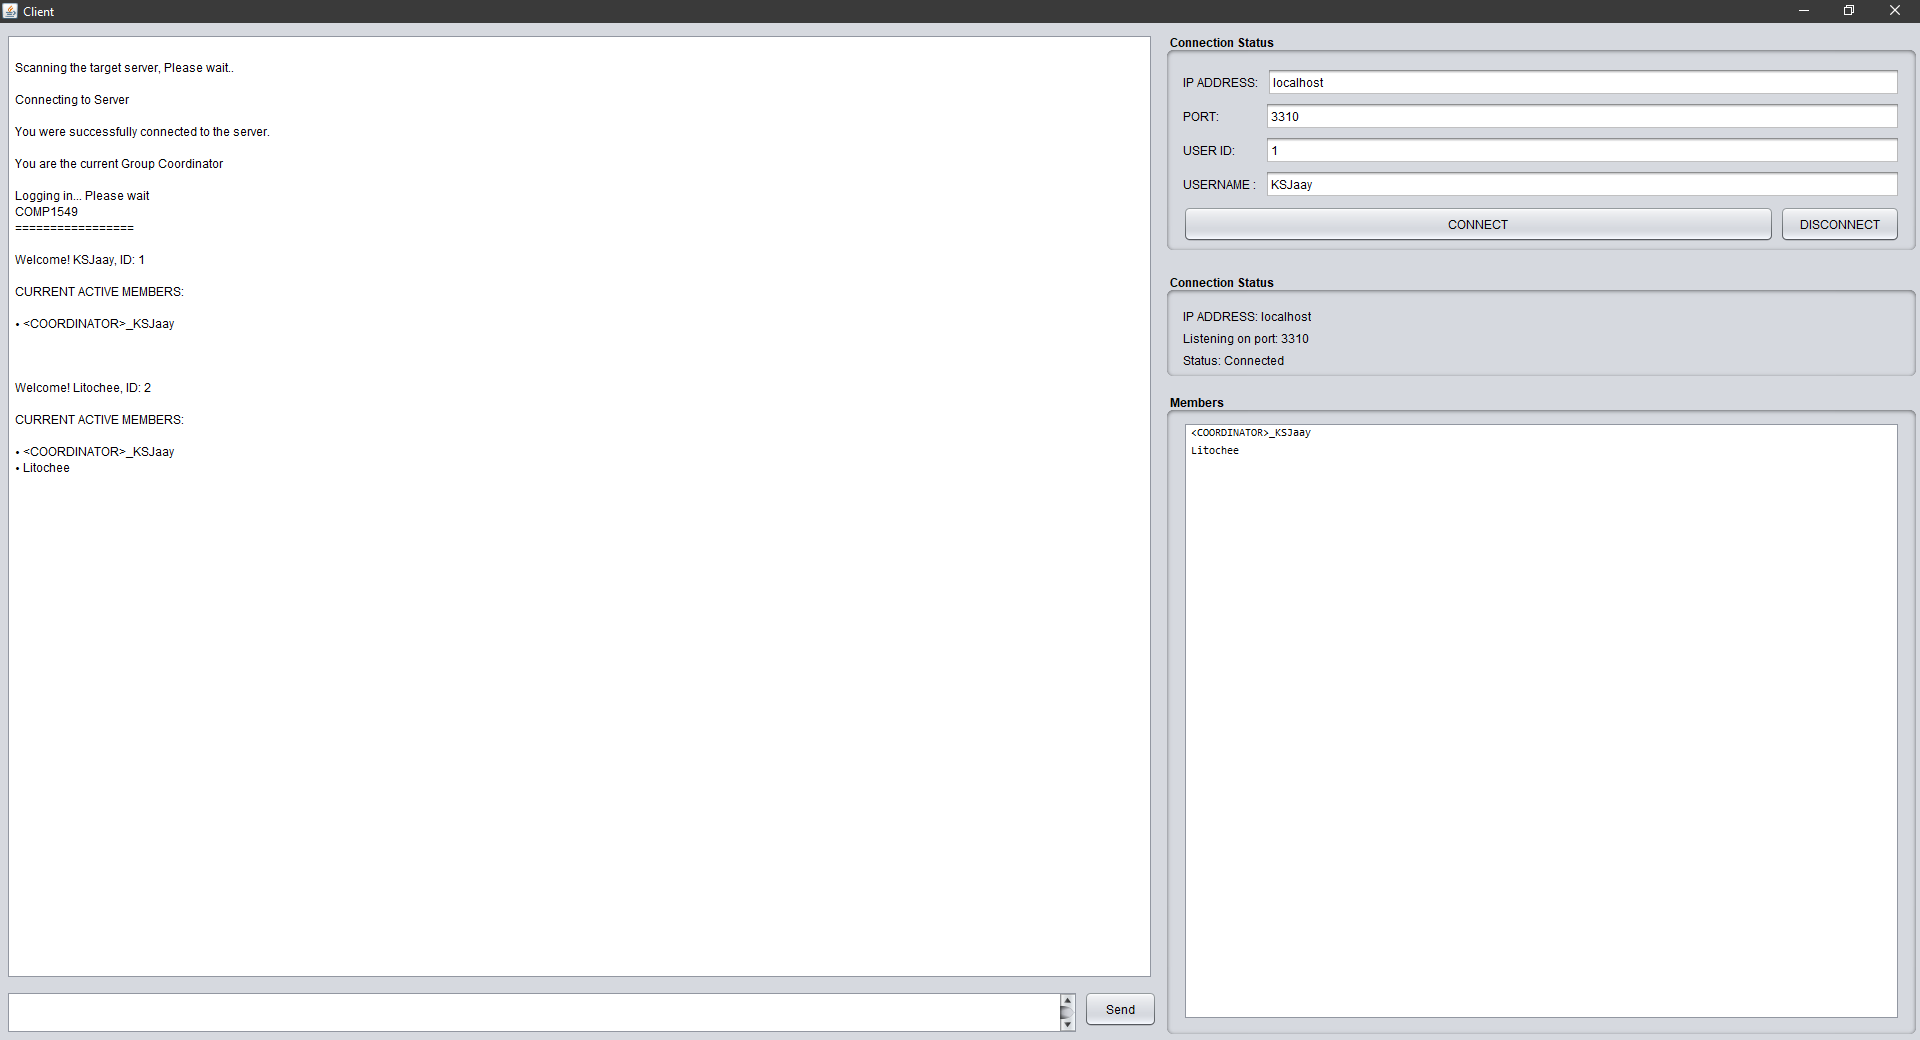 Client
Scanning the target server, Please wait..
Connecting to Server
You were successfully connected to the server.
You are the current Group Coordinator
Logging in... Please wait
COMP1549
=================
Welcome! KSJaay, ID: 1
CURRENT ACTIVE MEMBERS:
• <COORDINATOR>_KSJaay
Welcome! Litochee, ID: 2
CURRENT ACTIVE MEMBERS:
• <COORDINATOR>_KSJaay
• Litochee
Send
Connection Status
IP ADDRESS: localhost
PORT: 3310
USER ID: 1
USERNAME : KSJaay
CONNECT DISCONNECT
Connection Status
IP ADDRESS: localhost
Listening on port: 3310
Status: Connected
Members
<COORDINATOR>_KSJaay
Litochee